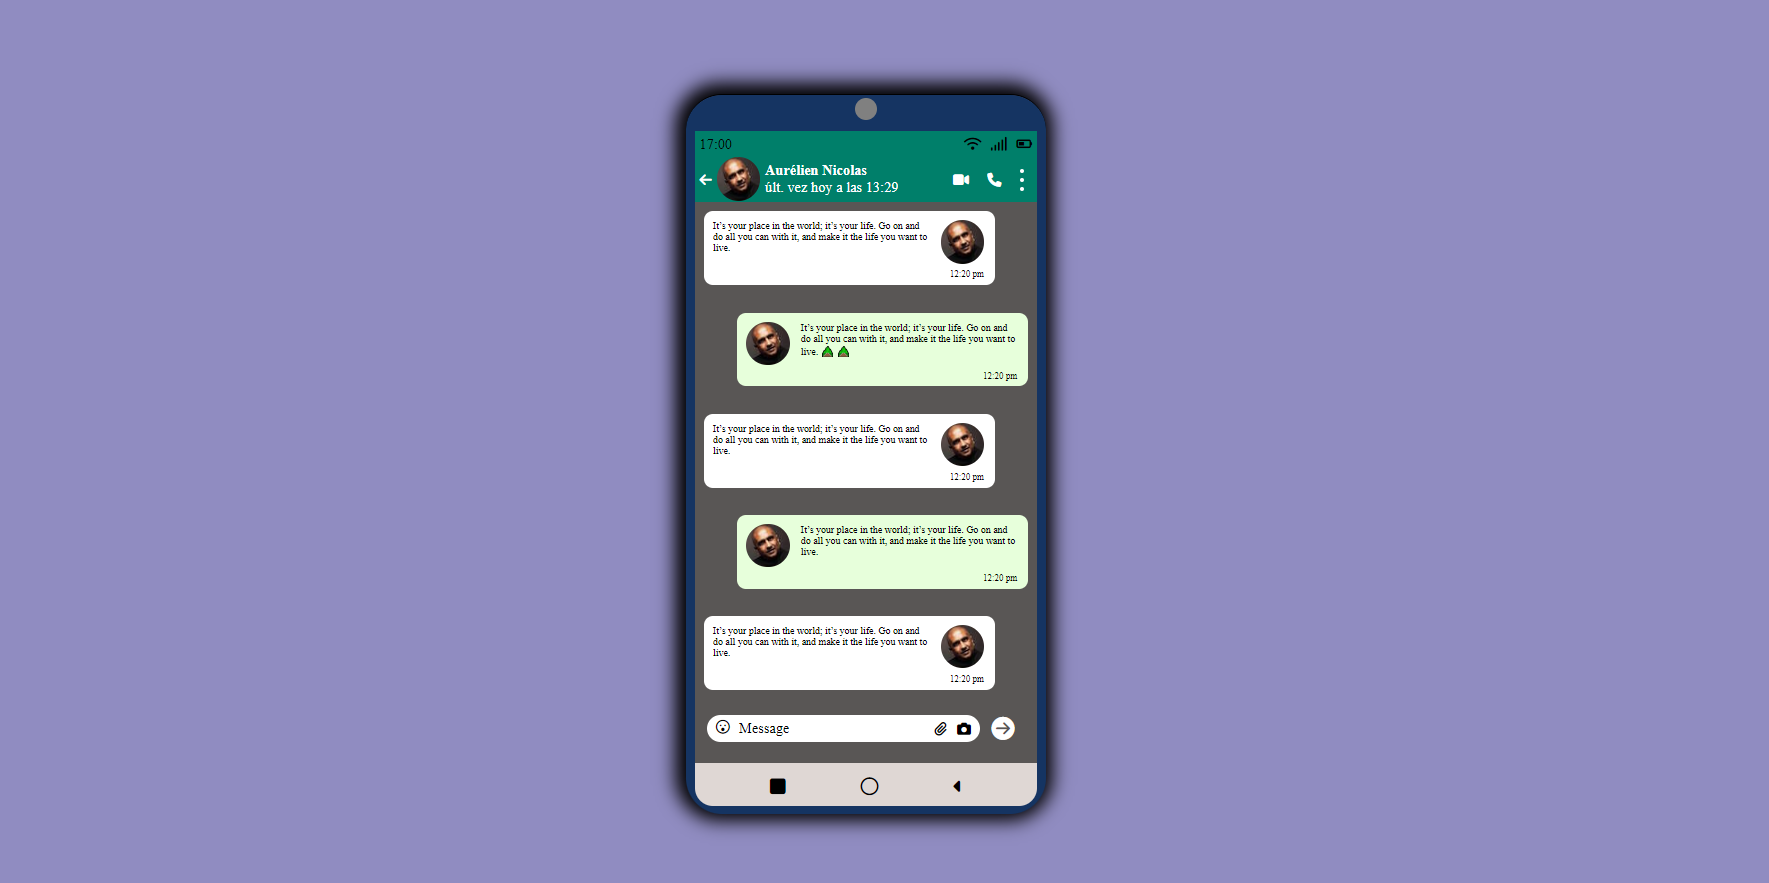 17:00
Aurélien Nicolas
últ. vez hoy a las 13:29
It's your place in the world; it's your life. Go on and
do all you can with it, and make it the life you want to
live.
12:20 pm
It's your place in the world; it's your life. Go on and
do all you can with it, and make it the life you want to
live.
12:20 pm
It's your place in the world; it's your life. Go on and
do all you can with it, and make it the life you want to
live.
12:20 pm
It's your place in the world; it's your life. Go on and
do all you can with it, and make it the life you want to
live.
12:20 pm
It's your place in the world; it's your life. Go on and
do all you can with it, and make it the life you want to
live.
12:20 pm
Message